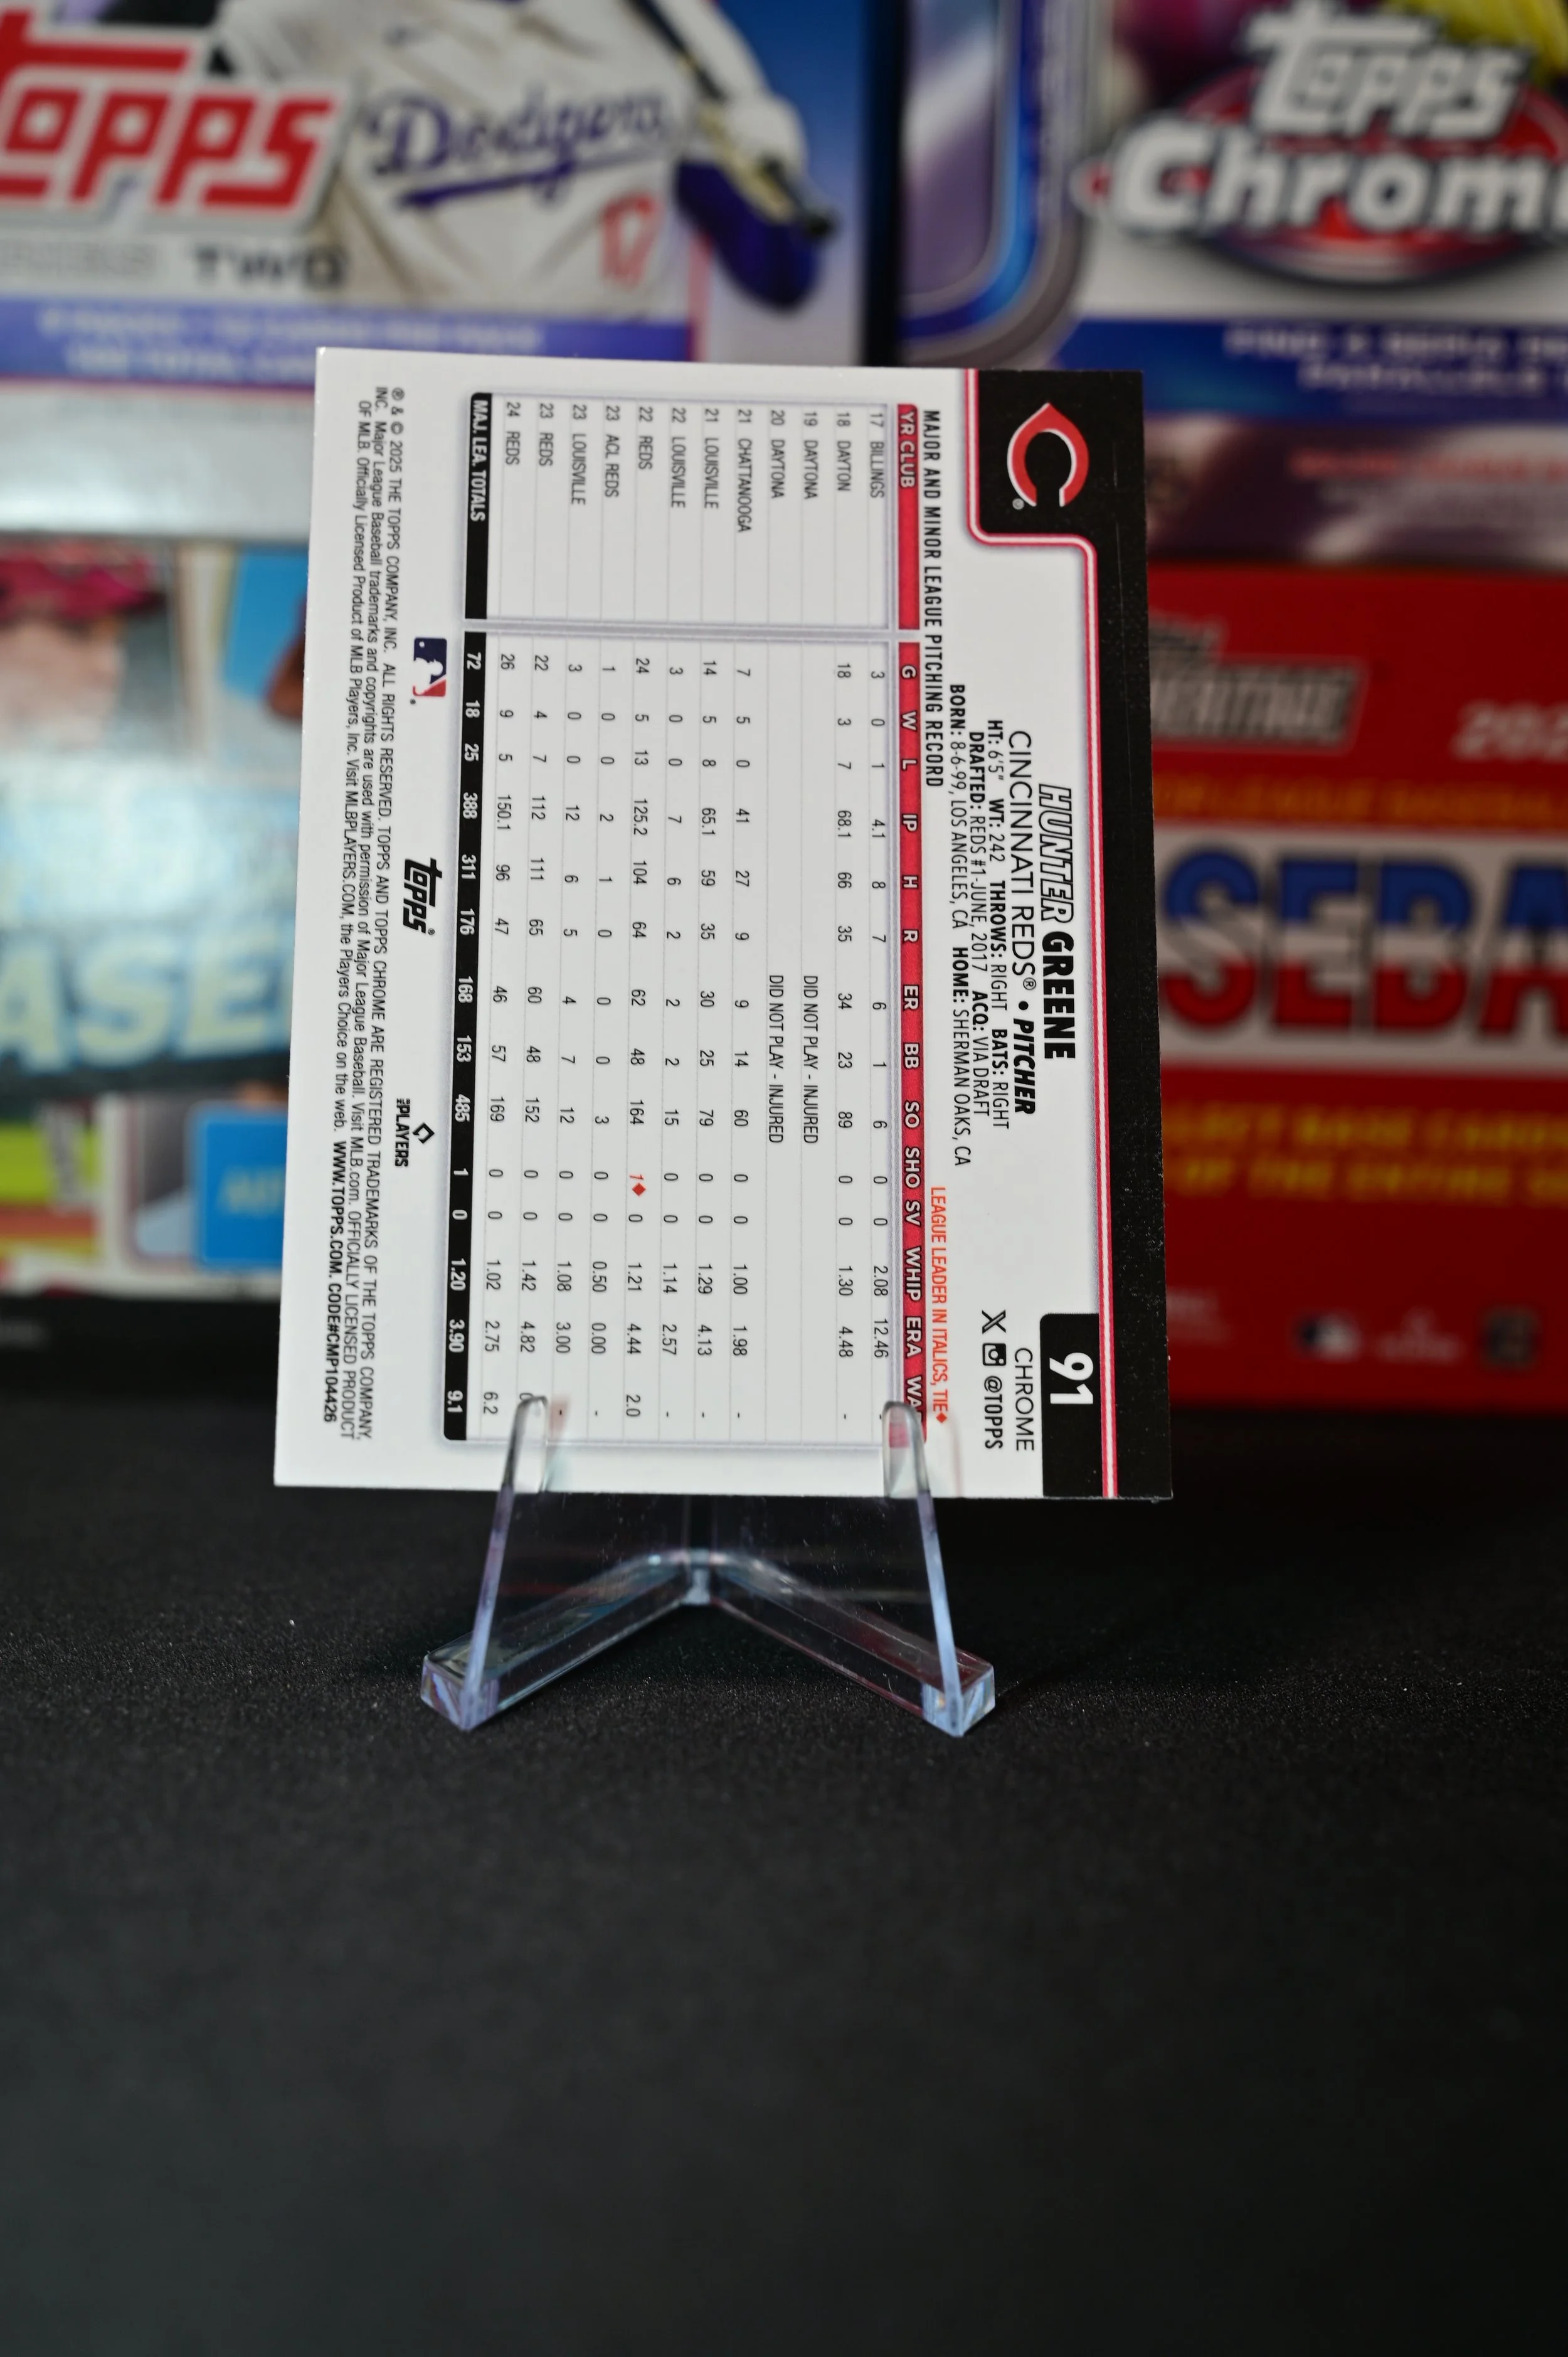 Topps
Dodgers
17
SERIES TWO
Topps
Chrome
HERITAGE
C®
91
HUNTER GREENE
CINCINNATI REDS® • PITCHER
CHROME
HT: 6'5" WT: 242 THROWS: RIGHT BATS: RIGHT
X @TOPPS
DRAFTED: REDS #1-JUNE, 2017 ACQ: VIA DRAFT
BORN: 8-6-99, LOS ANGELES, CA HOME: SHERMAN OAKS, CA
MAJOR AND MINOR LEAGUE PITCHING RECORD
LEAGUE LEADER IN ITALICS, TIE♦
YR CLUB G W L IP H R ER BB SO SHO SV WHIP ERA WA
17 BILLINGS 3 0 1 4.1 8 7 6 1 6 0 0 2.08 12.46
18 DAYTON 18 3 7 68.1 66 35 34 23 89 0 0 1.30 4.48 -
19 DAYTONA DID NOT PLAY - INJURED
20 DAYTONA DID NOT PLAY - INJURED
21 CHATTANOOGA 7 5 0 41 27 9 9 14 60 0 0 1.00 1.98 -
21 LOUISVILLE 14 5 8 65.1 59 35 30 25 79 0 0 1.29 4.13 -
22 LOUISVILLE 3 0 0 7 6 2 2 2 15 0 0 1.14 2.57 -
22 REDS 24 5 13 125.2 104 64 62 48 164 1♦ 0 1.21 4.44 2.0
23 ACL REDS 1 0 0 2 1 0 0 0 3 0 0 0.50 0.00 -
23 LOUISVILLE 3 0 0 12 6 5 4 7 12 0 0 1.08 3.00 -
23 REDS 22 4 7 112 111 65 60 48 152 0 0 1.42 4.82
24 REDS 26 9 5 150.1 96 47 46 57 169 0 0 1.02 2.75 6.2
MAJ. LEA. TOTALS 72 18 25 388 311 176 168 153 485 1 0 1.20 3.90 9.1
Topps®
PLAYERS
® & © 2025 THE TOPPS COMPANY, INC. ALL RIGHTS RESERVED. TOPPS AND TOPPS CHROME ARE REGISTERED TRADEMARKS OF THE TOPPS COMPANY,
INC. Major League Baseball trademarks and copyrights are used with permission of Major League Baseball. Visit MLB.com. OFFICIALLY LICENSED PRODUCT
OF MLB. Officially Licensed Product of MLB Players, Inc. Visit MLBPLAYERS.COM, the Players Choice on the web. WWW.TOPPS.COM. CODE#CMP104426